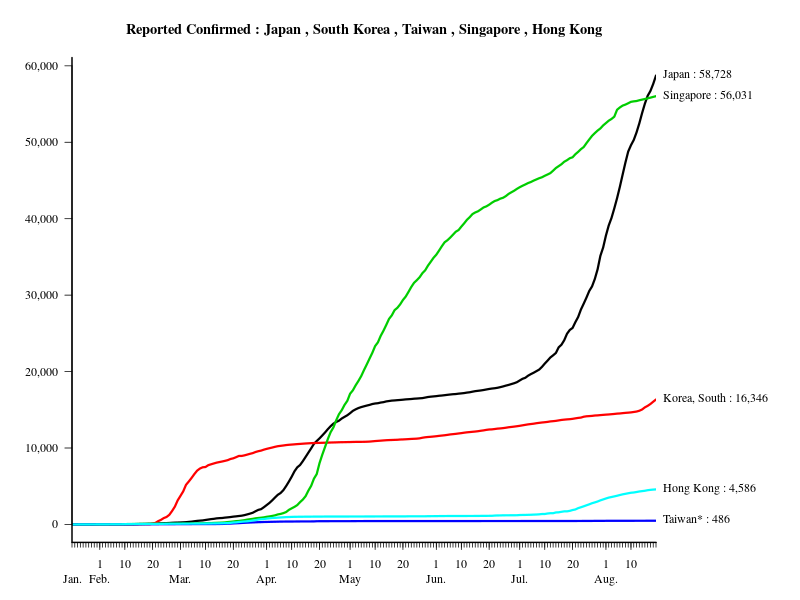 Reported Confirmed : Japan , South Korea , Taiwan , Singapore , Hong Kong
60,000
Japan : 58,728
Singapore : 56,031
50,000
40,000
30,000
20,000
Korea, South : 16,346
10,000
Hong Kong : 4,586
Taiwan* : 486
0
1 10 20 1 10 20 1 10 20 1 10 20 1 10 20 1 10 20 1 10
Jan. Feb. Mar. Apr. May Jun. Jul. Aug.